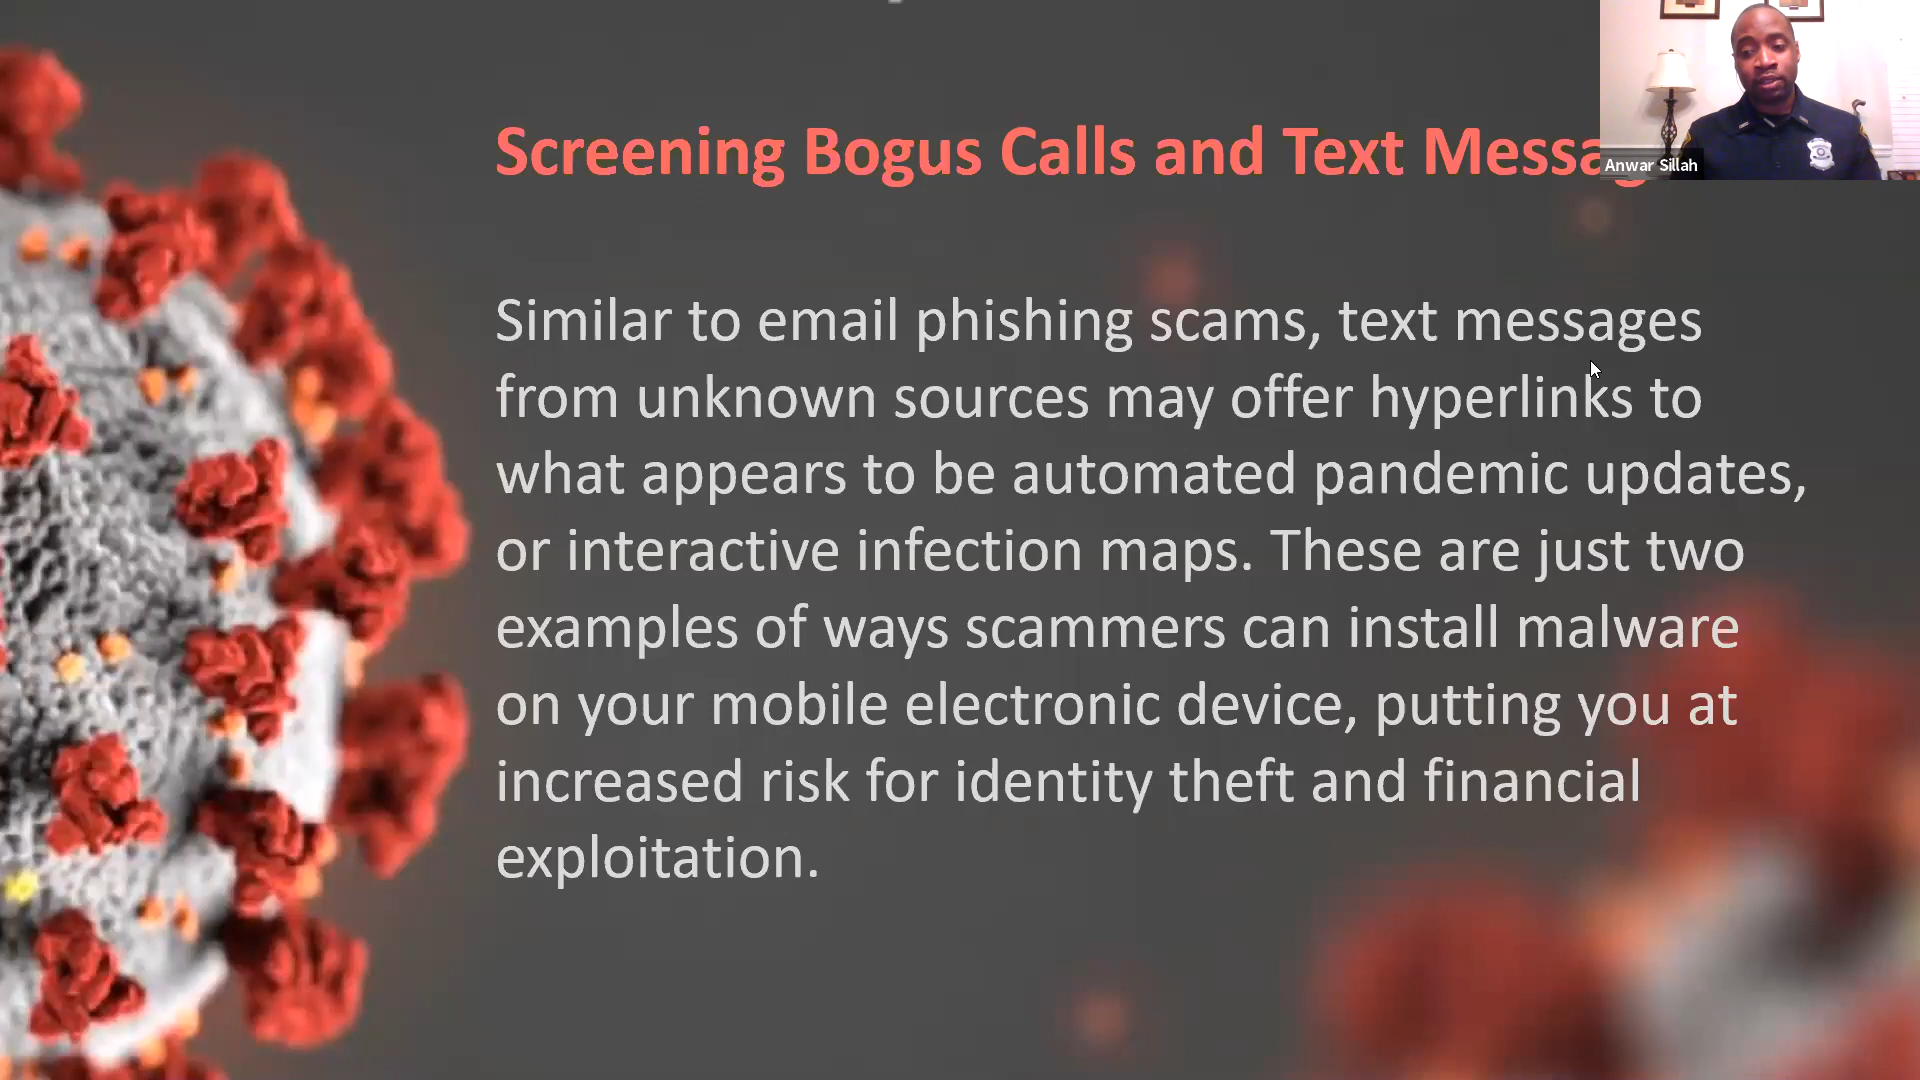 Screening Bogus Calls and Text Messag
Anwar Sillah
Similar to email phishing scams, text messages
from unknown sources may offer hyperlinks to
what appears to be automated pandemic updates,
or interactive infection maps. These are just two
examples of ways scammers can install malware
on your mobile electronic device, putting you at
increased risk for identity theft and financial
exploitation.